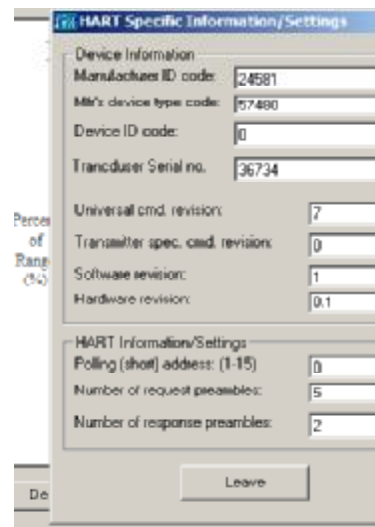 HART Specific Information/Settings
Device Information
Manufacturer ID code: 24581
Mfr's device type code: 57480
Device ID code: 0
Transducer Serial no. 36734
Universal cmd. revision: 7
Transmitter spec. cmd. revision: 0
Software revision: 1
Hardware revision: 0.1
Percen
of
Range
(%)
HART Information/Settings
Polling (short) address: (1-15) 0
Number of request preambles: 5
Number of response preambles: 2
Leave
De